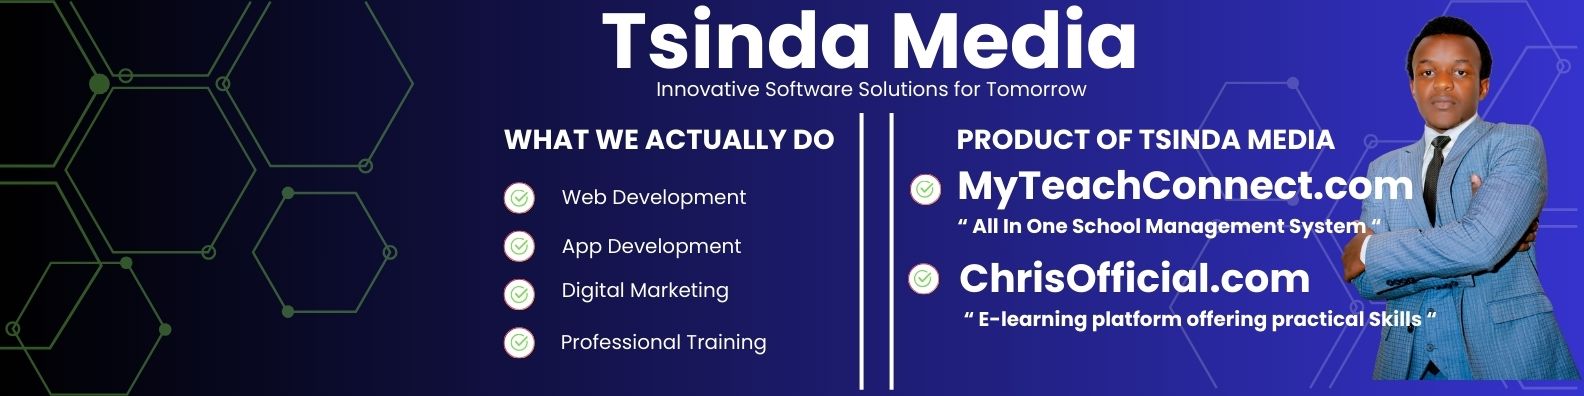 Tsinda Media
Innovative Software Solutions for Tomorrow
WHAT WE ACTUALLY DO
Web Development
App Development
Digital Marketing
Professional Training
PRODUCT OF TSINDA MEDIA
MyTeachConnect.com
“ All In One School Management System “
ChrisOfficial.com
“ E-learning platform offering practical Skills “